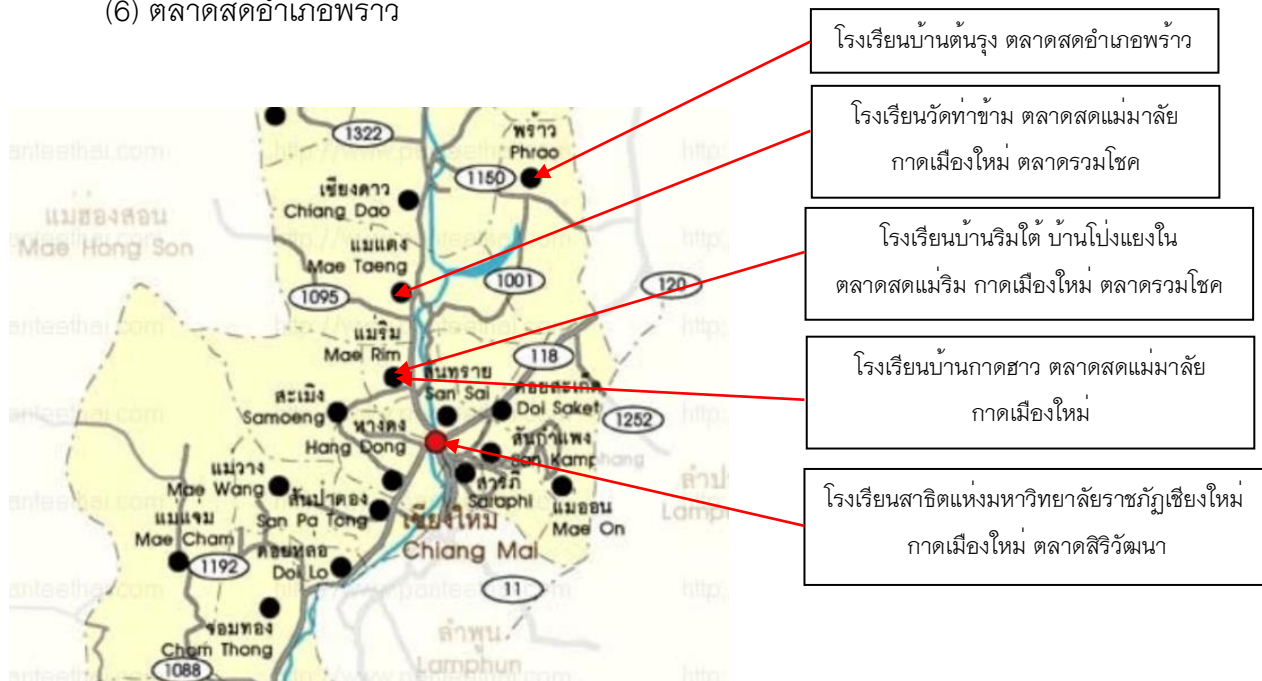 (6) ตลาดสดอำเภอพร้าว
โรงเรียนบ้านต้นรุง ตลาดสดอำเภอพร้าว
โรงเรียนวัดท่าข้าม ตลาดสดแม่มาลัย
กาดเมืองใหม่ ตลาดรวมโชค
โรงเรียนบ้านริมใต้ บ้านโป่งแยงใน
ตลาดสดแม่ริม กาดเมืองใหม่ ตลาดรวมโชค
โรงเรียนบ้านกาดฮาว ตลาดสดแม่มาลัย
กาดเมืองใหม่
โรงเรียนสาธิตแห่งมหาวิทยาลัยราชภัฏเชียงใหม่
กาดเมืองใหม่ ตลาดสิริวัฒนา
1322
พร้าว
Phrao
1150
เชียงดาว
Chiang Dao
แม่ฮ่องสอน
Mae Hong Son
แม่แตง
Mae Taeng
1001
120
1095
แม่ริม
Mae Rim
118
สันทราย
San Sai
ดอยสะเก็ด
Doi Saket
สะเมิง
Samoeng
1252
หางดง
Hang Dong
สันกำแพง
San Kamphang
แม่วาง
Mae Wang
สันป่าตอง
San Pa Tong
สารภี
Saraphi
แม่ออน
Mae On
แม่แจ่ม
Mae Cham
เชียงใหม่
Chiang Mai
1192
ดอยหล่อ
Doi Lo
11
จอมทอง
Chom Thong
ลำพูน
Lamphun
1088